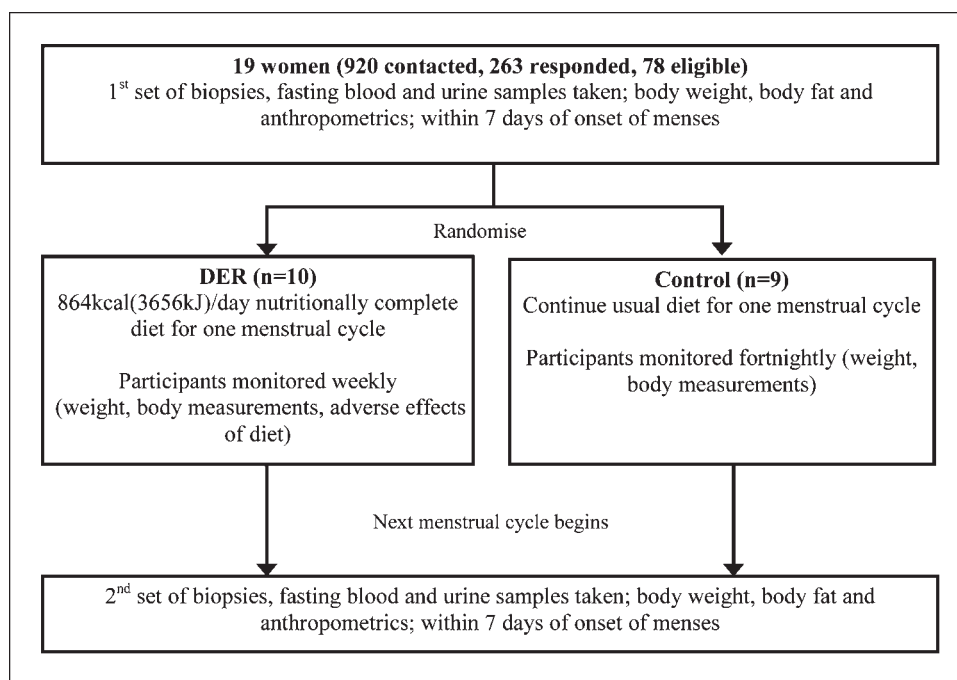 19 women (920 contacted, 263 responded, 78 eligible)
1st set of biopsies, fasting blood and urine samples taken; body weight, body fat and
anthropometrics; within 7 days of onset of menses
Randomise
DER (n=10)
864kcal(3656kJ)/day nutritionally complete
diet for one menstrual cycle
Participants monitored weekly
(weight, body measurements, adverse effects
of diet)
Control (n=9)
Continue usual diet for one menstrual cycle
Participants monitored fortnightly (weight,
body measurements)
Next menstrual cycle begins
2nd set of biopsies, fasting blood and urine samples taken; body weight, body fat and
anthropometrics; within 7 days of onset of menses